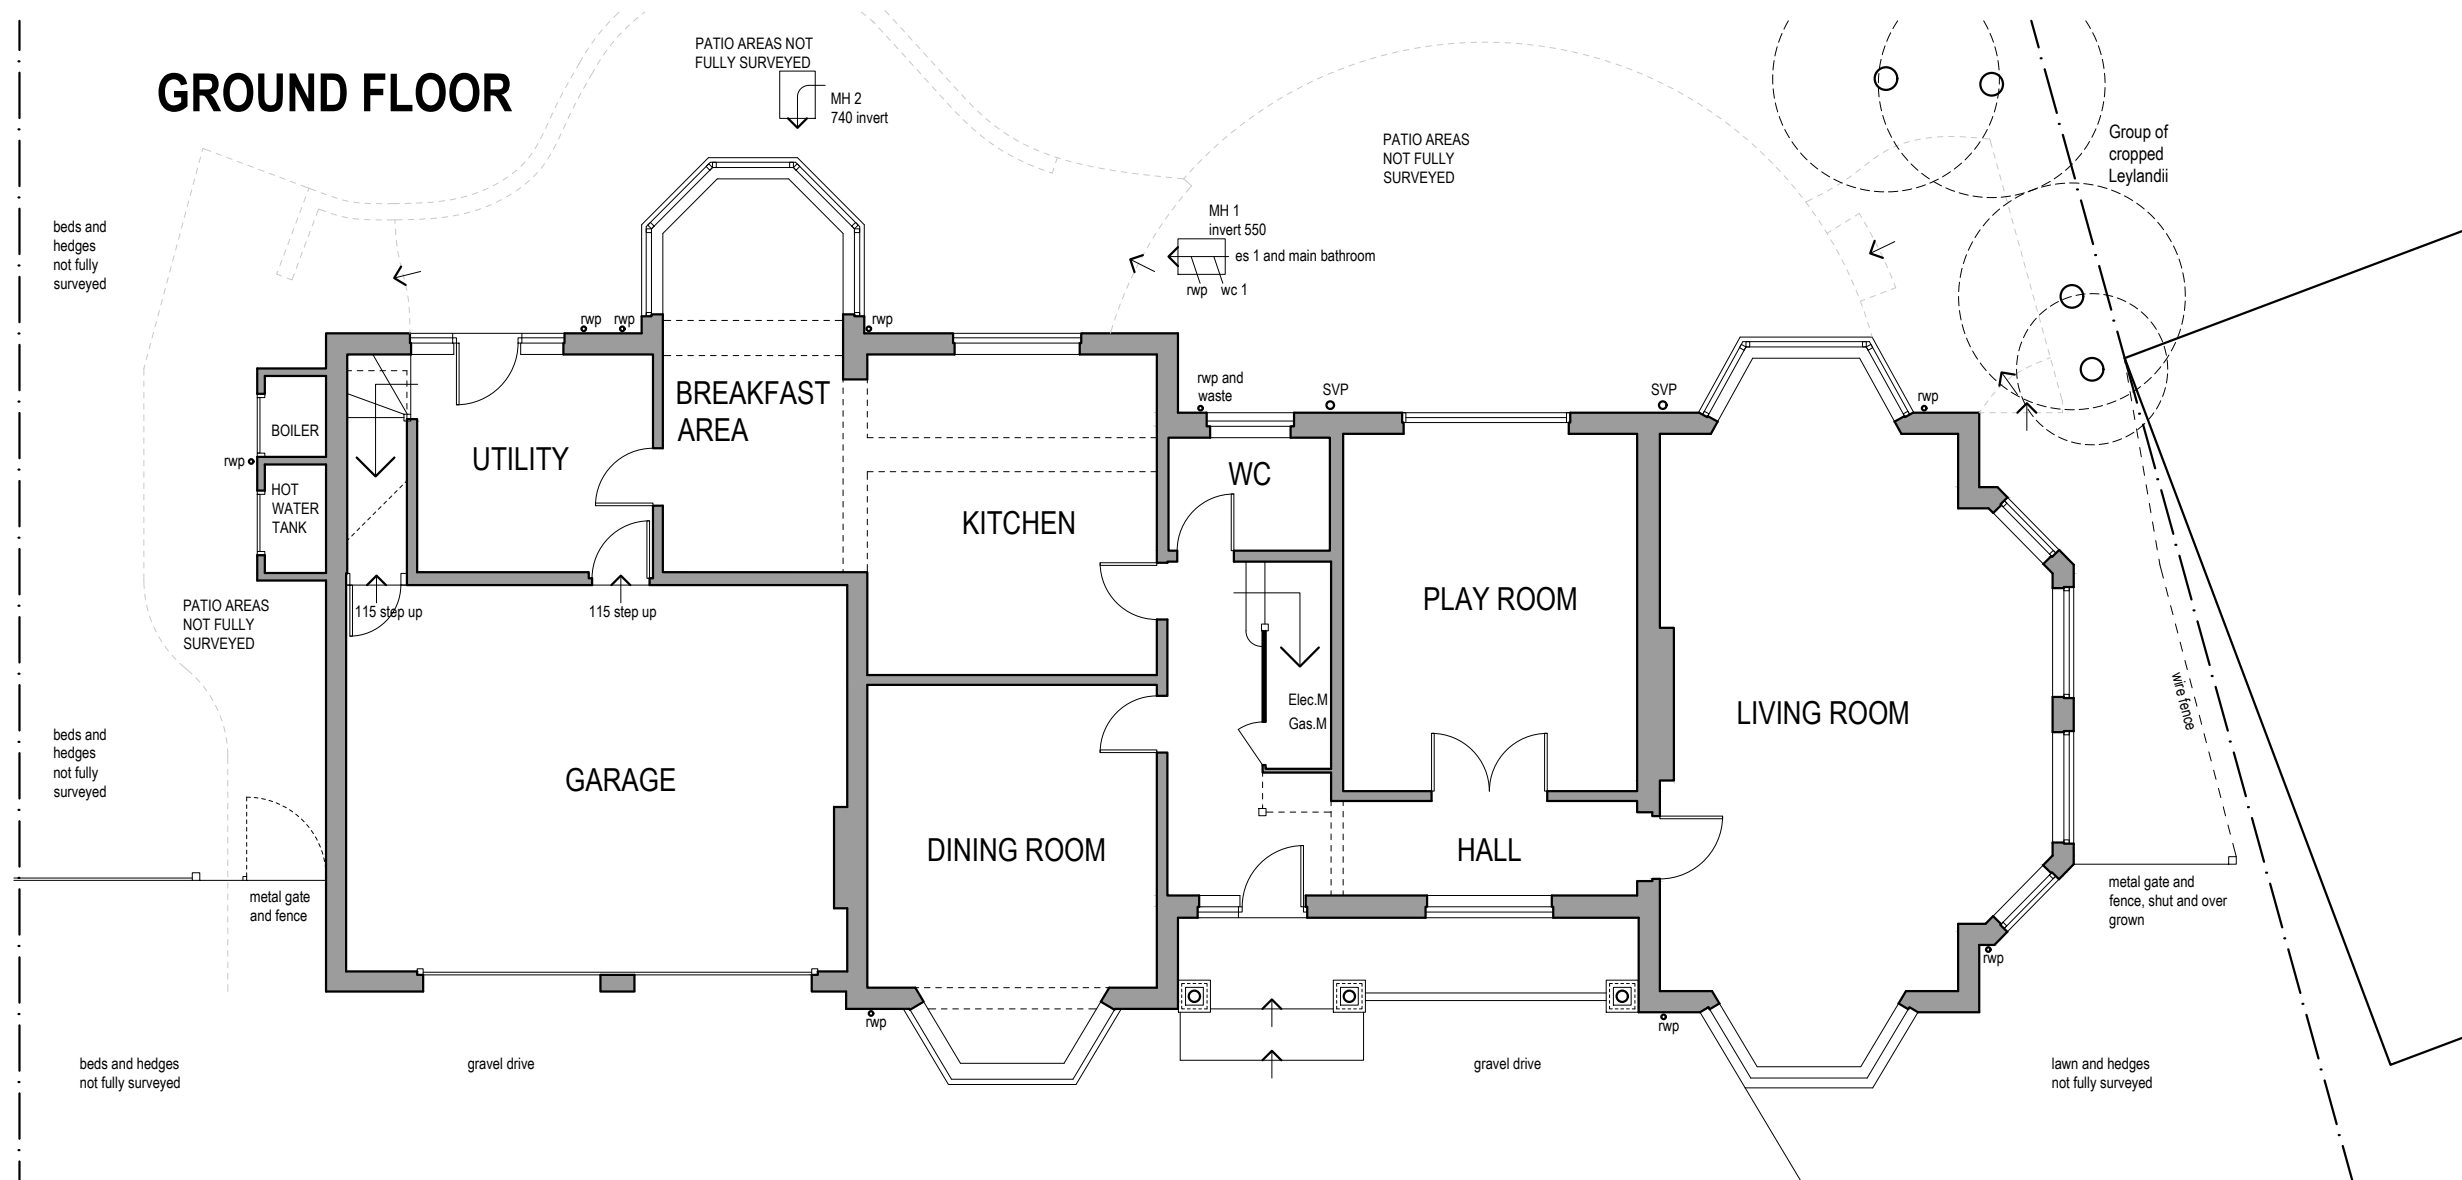 GROUND FLOOR
PATIO AREAS NOT
FULLY SURVEYED
MH 2
740 invert
PATIO AREAS
NOT FULLY
SURVEYED
Group of
cropped
Leylandii
beds and
hedges
not fully
surveyed
MH 1
invert 550
es 1 and main bathroom
rwp
wc 1
rwp
rwp
rwp
rwp and
waste
SVP
SVP
rwp
BREAKFAST
AREA
BOILER
rwp
UTILITY
WC
HOT
WATER
TANK
KITCHEN
PATIO AREAS
NOT FULLY
SURVEYED
115 step up
115 step up
PLAY ROOM
Elec.M
Gas.M
LIVING ROOM
wire fence
beds and
hedges
not fully
surveyed
GARAGE
DINING ROOM
HALL
metal gate
and fence
metal gate and
fence, shut and over
grown
rwp
rwp
rwp
beds and hedges
not fully surveyed
gravel drive
gravel drive
lawn and hedges
not fully surveyed